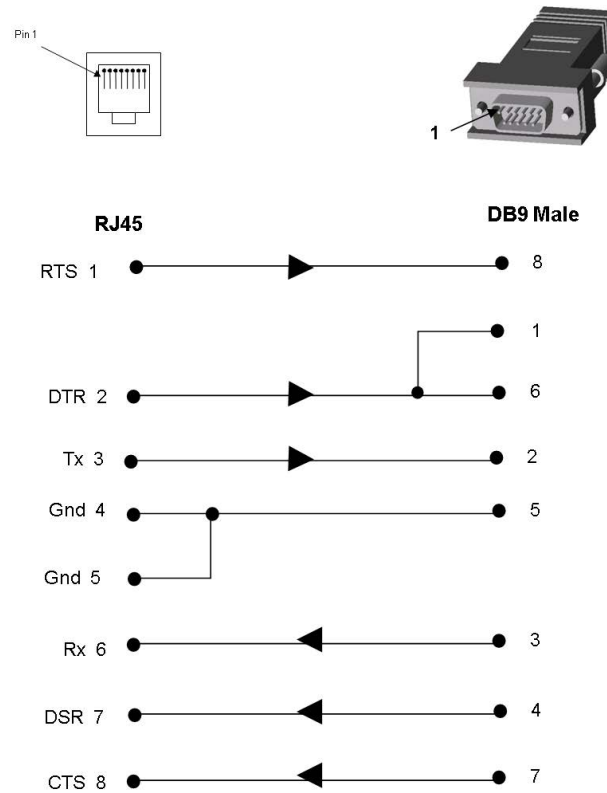 Pin 1
1
RJ45
DB9 Male
RTS 1
8
1
DTR 2
6
Tx 3
2
Gnd 4
5
Gnd 5
Rx 6
3
DSR 7
4
CTS 8
7